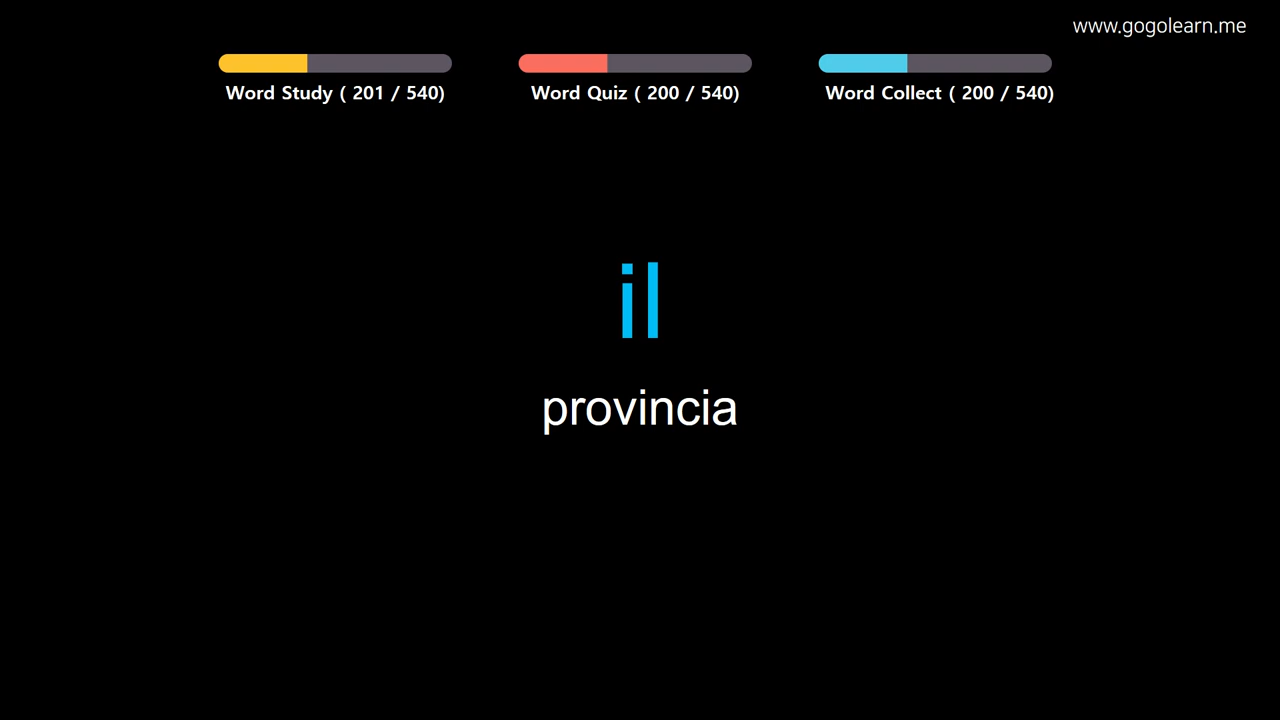 www.gogolearn.me
Word Study ( 201 / 540)
Word Quiz ( 200 / 540)
Word Collect ( 200 / 540)
il
provincia